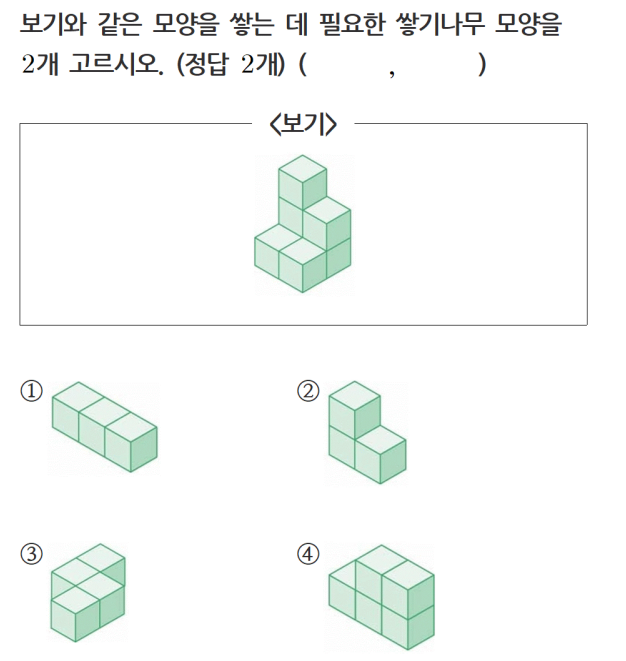 보기와 같은 모양을 쌓는 데 필요한 쌓기나무 모양을
2개 고르시오. (정답 2개) ( , )
<보기>
① ②
③ ④